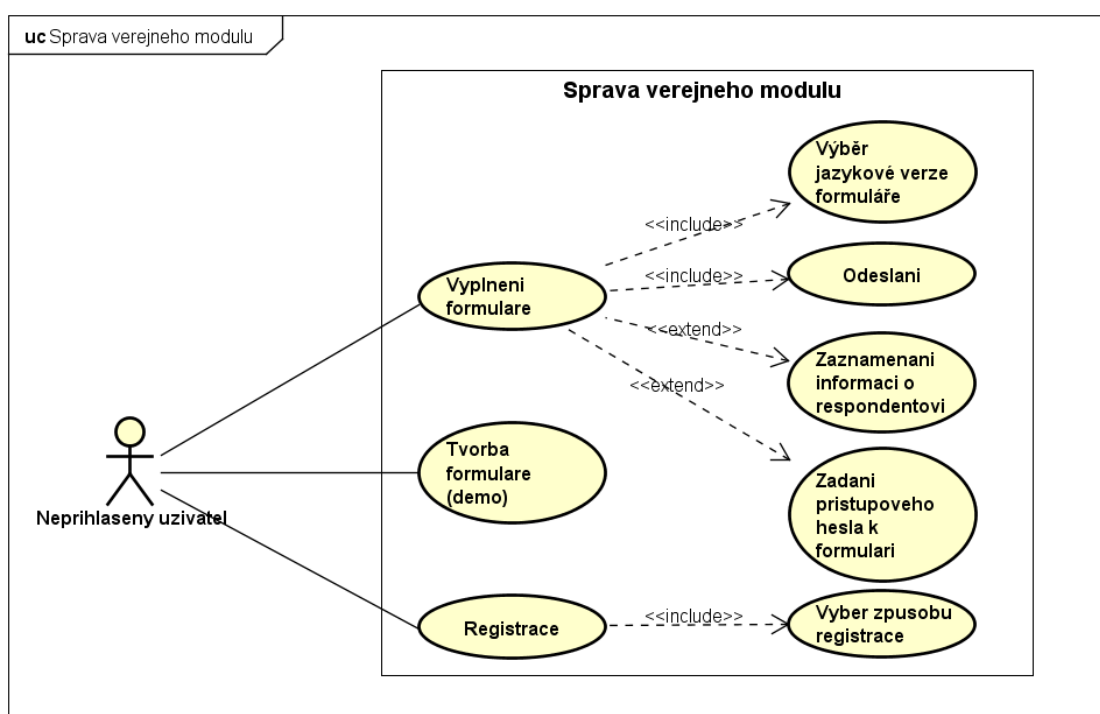 uc Sprava verejneho modulu
Sprava verejneho modulu
Výběr
jazykové verze
formuláře
<<include>>
<<include>>
Odeslani
Vyplneni
formulare
<<extend>>
Zaznamenani
informaci o
respondentovi
<<extend>>
Tvorba
formulare
(demo)
Zadani
pristupoveho
hesla k
formulari
Neprihlaseny uzivatel
Registrace
<<include>>
Vyber zpusobu
registrace